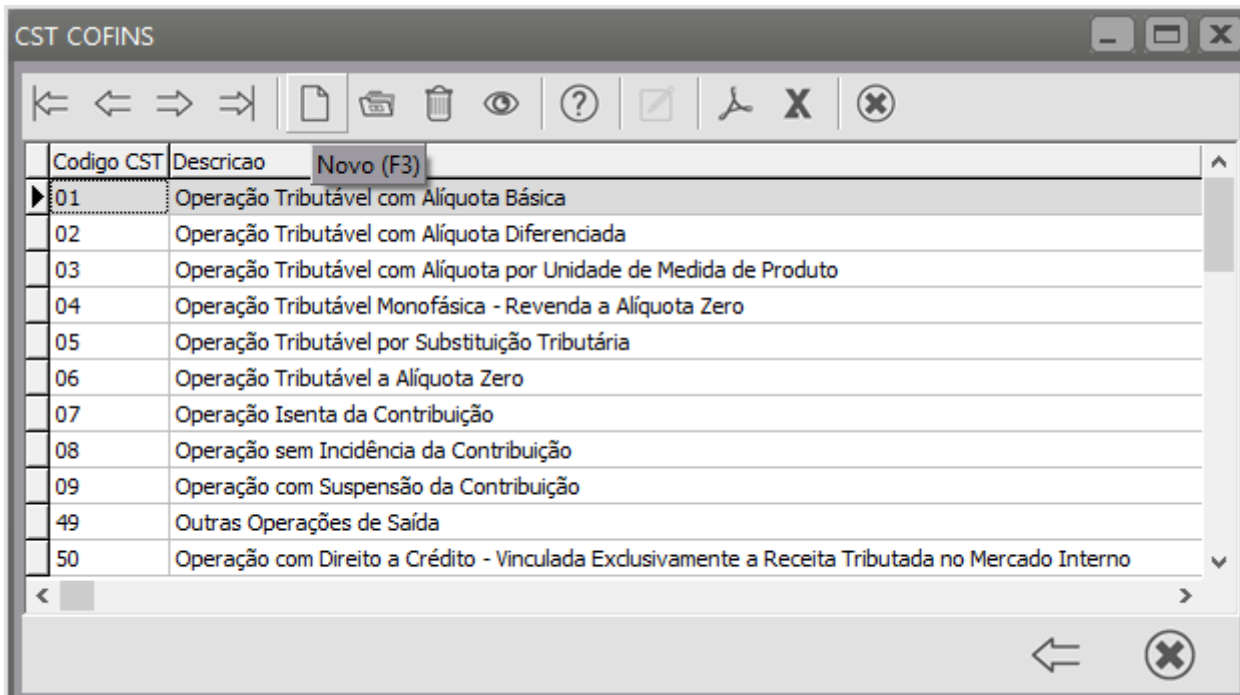 CST COFINS
Codigo CST Descricao
Novo (F3)
01 Operação Tributável com Alíquota Básica
02 Operação Tributável com Alíquota Diferenciada
03 Operação Tributável com Alíquota por Unidade de Medida de Produto
04 Operação Tributável Monofásica - Revenda a Alíquota Zero
05 Operação Tributável por Substituição Tributária
06 Operação Tributável a Alíquota Zero
07 Operação Isenta da Contribuição
08 Operação sem Incidência da Contribuição
09 Operação com Suspensão da Contribuição
49 Outras Operações de Saída
50 Operação com Direito a Crédito - Vinculada Exclusivamente a Receita Tributada no Mercado Interno